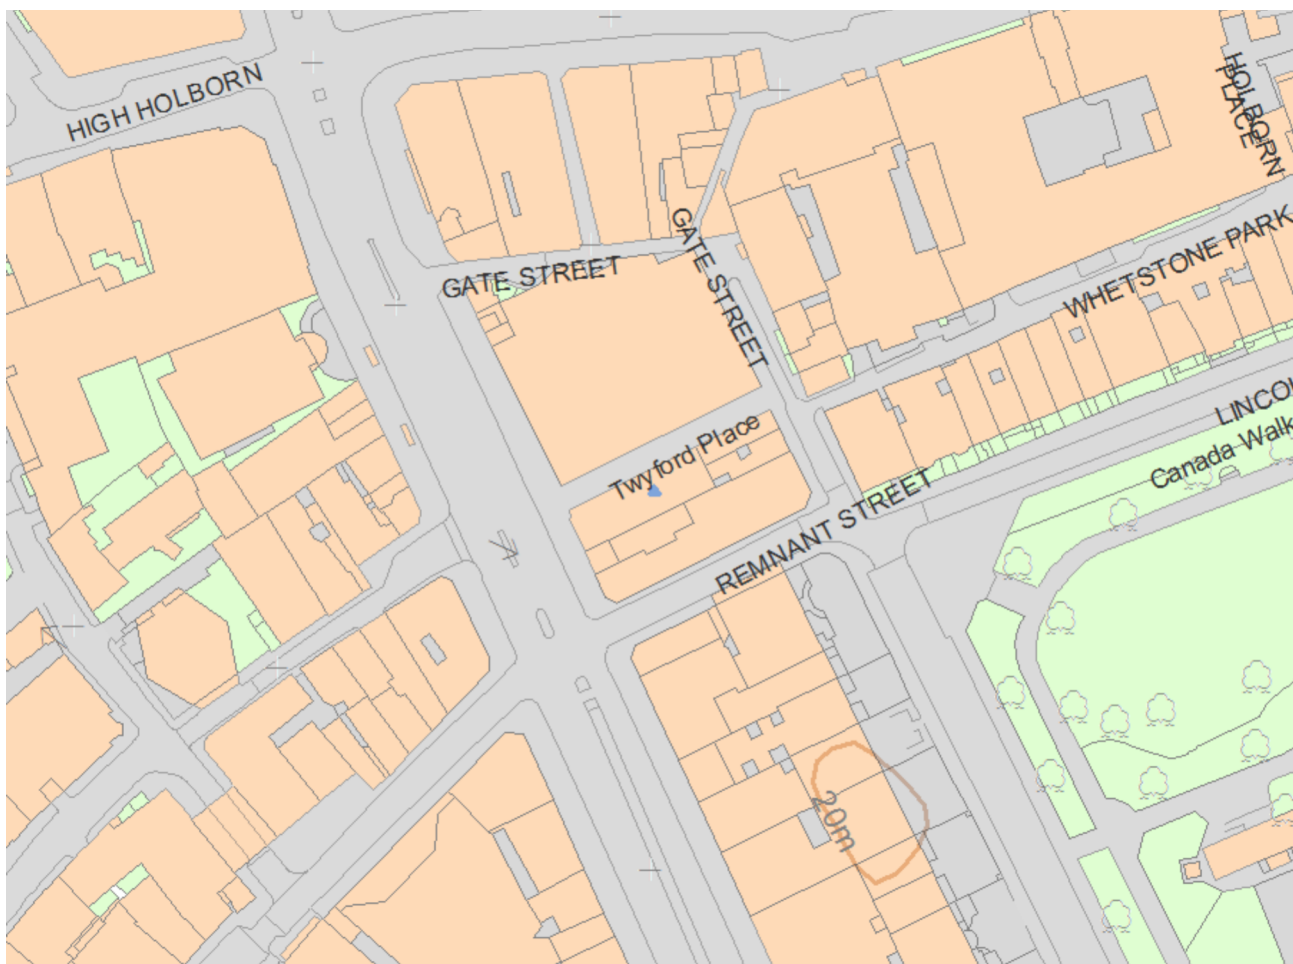 HIGH HOLBORN
HOLBORN
PLACE
GATE STREET
GATE STREET
WHETSTONE PARK
LINCO
Canada Walk
Twyford Place
REMNANT STREET
20m